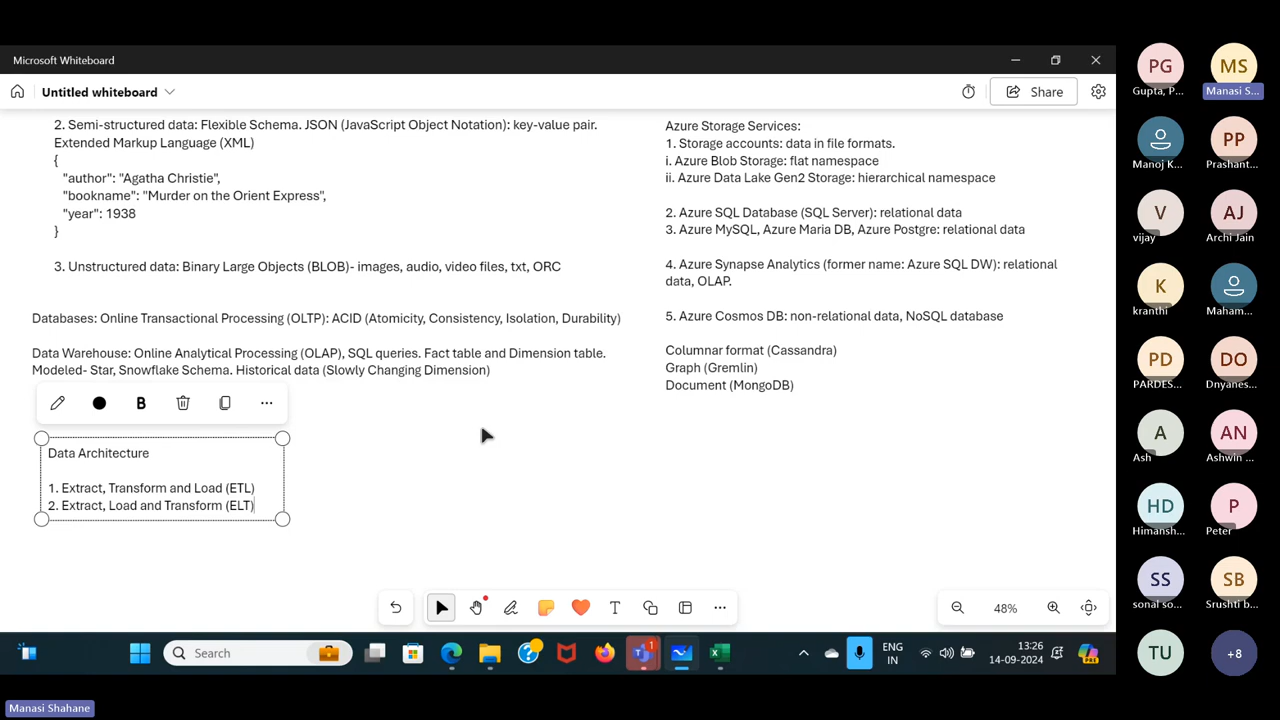 Microsoft Whiteboard
Untitled whiteboard
Share
2. Semi-structured data: Flexible Schema. JSON (JavaScript Object Notation): key-value pair.
Extended Markup Language (XML)
{
"author": "Agatha Christie",
"bookname": "Murder on the Orient Express",
"year": 1938
}
3. Unstructured data: Binary Large Objects (BLOB)- images, audio, video files, txt, ORC
Databases: Online Transactional Processing (OLTP): ACID (Atomicity, Consistency, Isolation, Durability)
Data Warehouse: Online Analytical Processing (OLAP), SQL queries. Fact table and Dimension table.
Modeled- Star, Snowflake Schema. Historical data (Slowly Changing Dimension)
B
Data Architecture
1. Extract, Transform and Load (ETL)
2. Extract, Load and Transform (ELT)
Azure Storage Services:
1. Storage accounts: data in file formats.
i. Azure Blob Storage: flat namespace
ii. Azure Data Lake Gen2 Storage: hierarchical namespace
2. Azure SQL Database (SQL Server): relational data
3. Azure MySQL, Azure Maria DB, Azure Postgre: relational data
4. Azure Synapse Analytics (former name: Azure SQL DW): relational
data, OLAP.
5. Azure Cosmos DB: non-relational data, NoSQL database
Columnar format (Cassandra)
Graph (Gremlin)
Document (MongoDB)
T
48%
Search
1
PRE
ENG
IN
13:26
14-09-2024
PG
Gupta, P...
MS
Manasi S...
Manoj K...
PP
Prashant...
V
vijay
AJ
Archi Jain
K
kranthi
Maham...
PD
PARDES...
DO
Dnyanes...
A
Ash
AN
Ashwin ...
HD
Himansh...
P
Peter
SS
sonal so...
SB
Srushti b...
TU
+8
Manasi Shahane